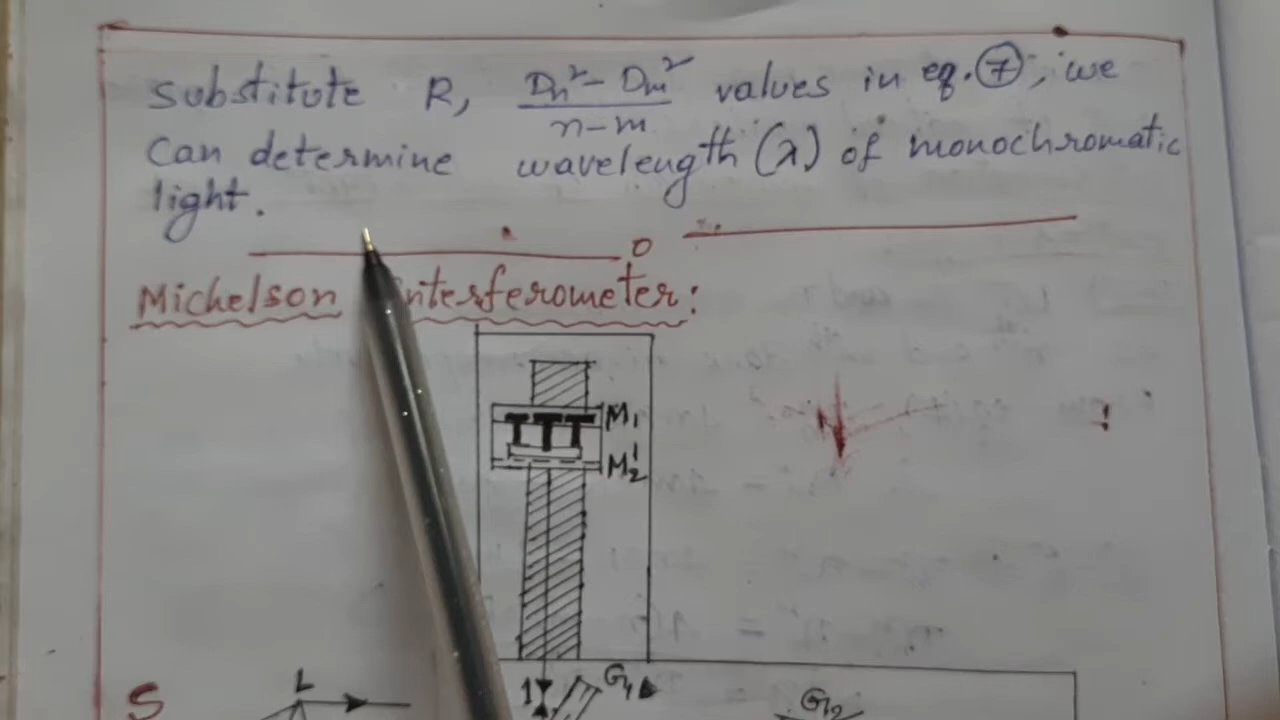 substitute R, Dn² - Dm² / n-m values in eq.⑦, we
can determine wavelength (λ) of monochromatic
light.
Michelson Interferometer:
M₁
M₂'
S
L
1
G₁
G₂